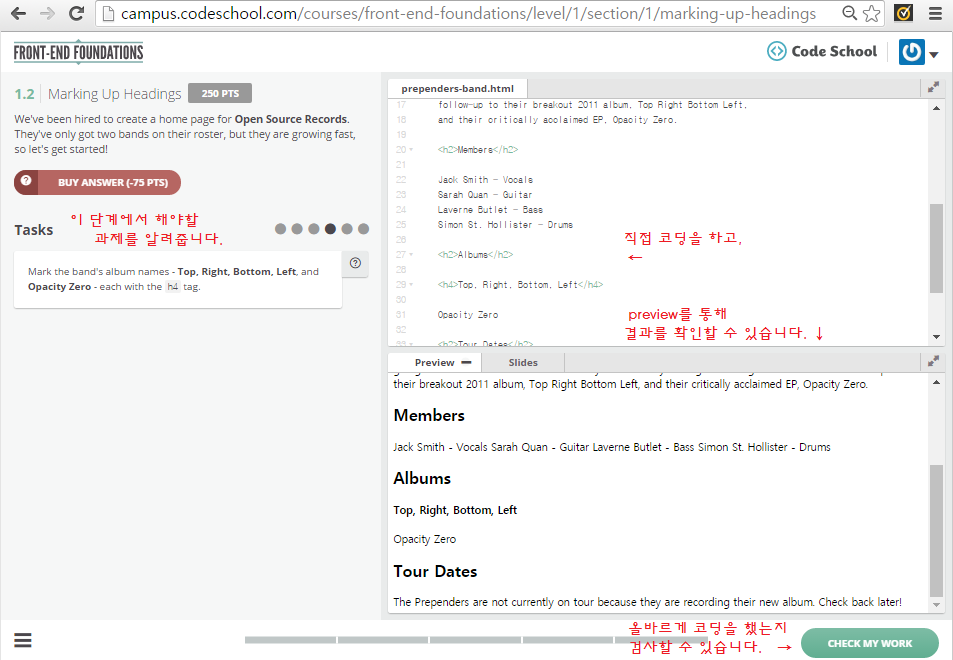 campus.codeschool.com/courses/front-end-foundations/level/1/section/1/marking-up-headings
FRONT-END FOUNDATIONS
Code School
1.2 Marking Up Headings 250 PTS
We've been hired to create a home page for Open Source Records.
They've only got two bands on their roster, but they are growing fast,
so let's get started!
BUY ANSWER (-75 PTS)
이 단계에서 해야할
과제를 알려줍니다.
Tasks
Mark the band's album names - Top, Right, Bottom, Left, and
Opacity Zero - each with the h4 tag.
prependers-band.html
17 follow-up to their breakout 2011 album, Top Right Bottom Left,
18 and their critically acclaimed EP, Opacity Zero.
19
20 <h2>Members</h2>
21
22 Jack Smith - Vocals
23 Sarah Quan - Guitar
24 Laverne Butlet - Bass
25 Simon St. Hollister - Drums
26
27 <h2>Albums</h2>
28
29 <h4>Top, Right, Bottom, Left</h4>
30
31 Opacity Zero
32
33 <h2>Tour Dates</h2>
직접 코딩을 하고,
←
preview를 통해
결과를 확인할 수 있습니다. ↓
Preview
Slides
their breakout 2011 album, Top Right Bottom Left, and their critically acclaimed EP, Opacity Zero.
Members
Jack Smith - Vocals Sarah Quan - Guitar Laverne Butlet - Bass Simon St. Hollister - Drums
Albums
Top, Right, Bottom, Left
Opacity Zero
Tour Dates
The Prependers are not currently on tour because they are recording their new album. Check back later!
올바르게 코딩을 했는지
검사할 수 있습니다. →
CHECK MY WORK